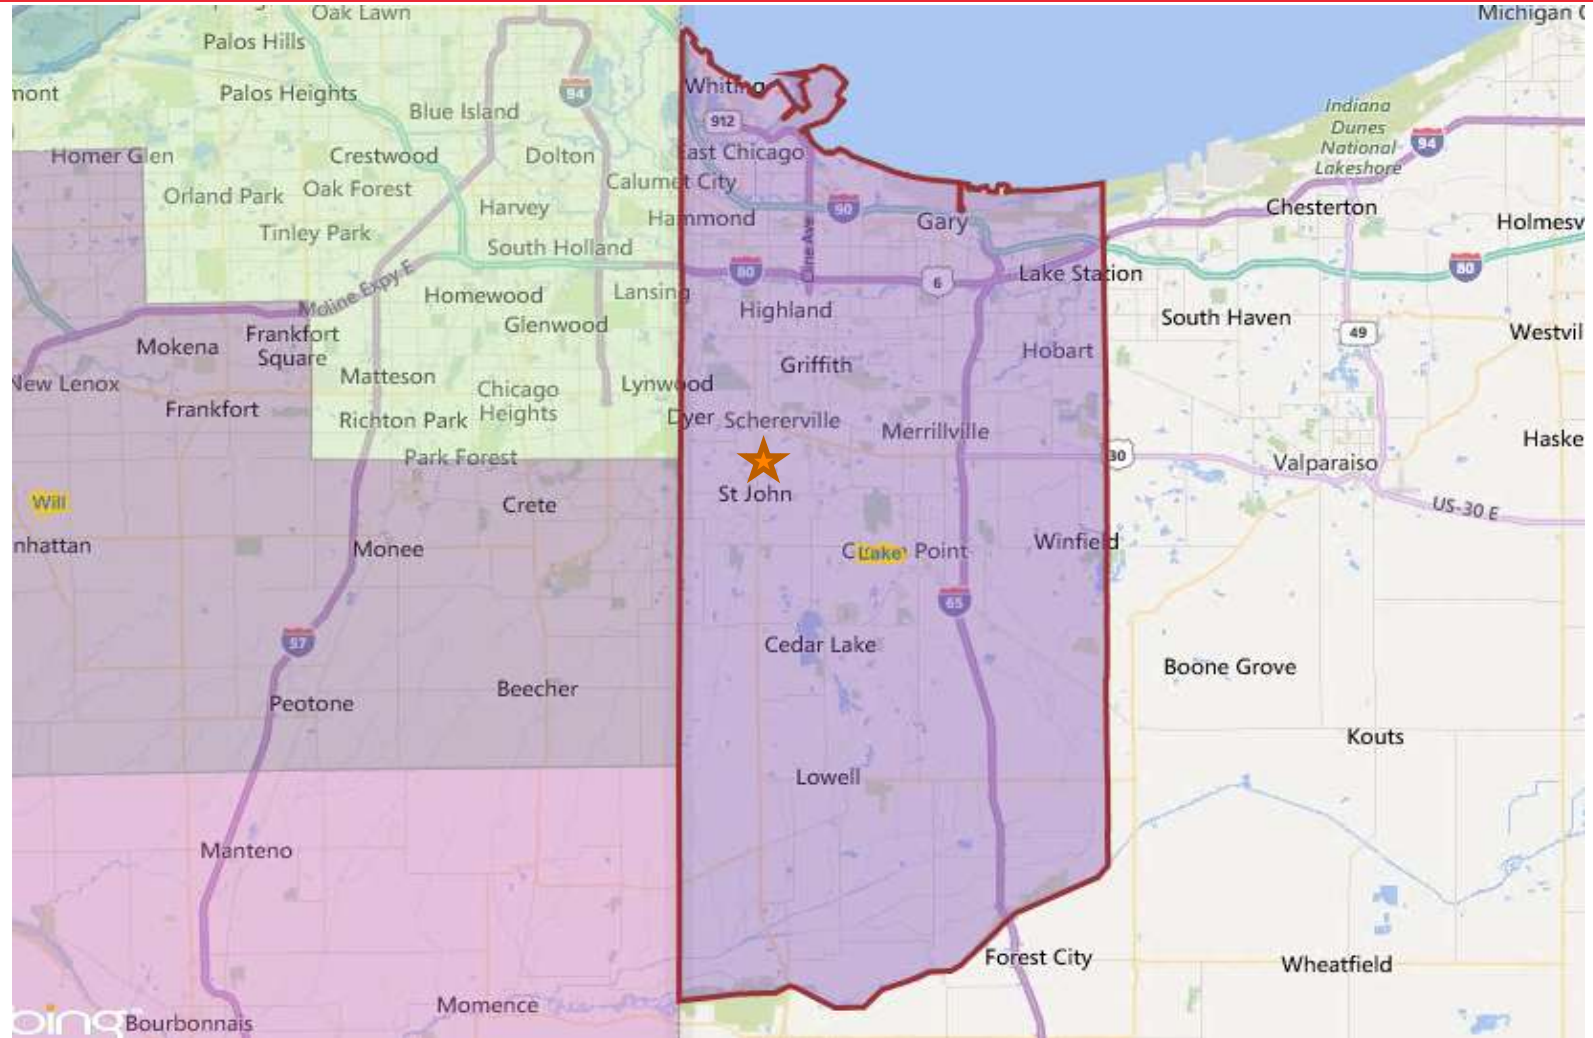 Oak Lawn
Michigan C
Palos Hills
mont
Palos Heights
94
Blue Island
Whiting
912
Indiana
Dunes
National
Lakeshore
94
Homer Glen
Crestwood
Dolton
East Chicago
Calumet City
Orland Park
Oak Forest
Harvey
Hammond
90
Gary
Chesterton
Holmesv
Tinley Park
South Holland
Cline Ave
80
6
Lake Station
80
Moline Expy E
Homewood
Lansing
Highland
South Haven
Glenwood
Frankfort
Square
Mokena
49
Westvil
Griffith
Hobart
New Lenox
Matteson
Chicago
Heights
Lynwood
Frankfort
Richton Park
Dyer
Schererville
Merrillville
Haske
Park Forest
30
Valparaiso
Will
Crete
St John
US-30 E
nhattan
Monee
Lake
Point
Winfield
65
57
Cedar Lake
Boone Grove
Peotone
Beecher
Kouts
Lowell
Manteno
Forest City
Wheatfield
Momence
bing
Bourbonnais